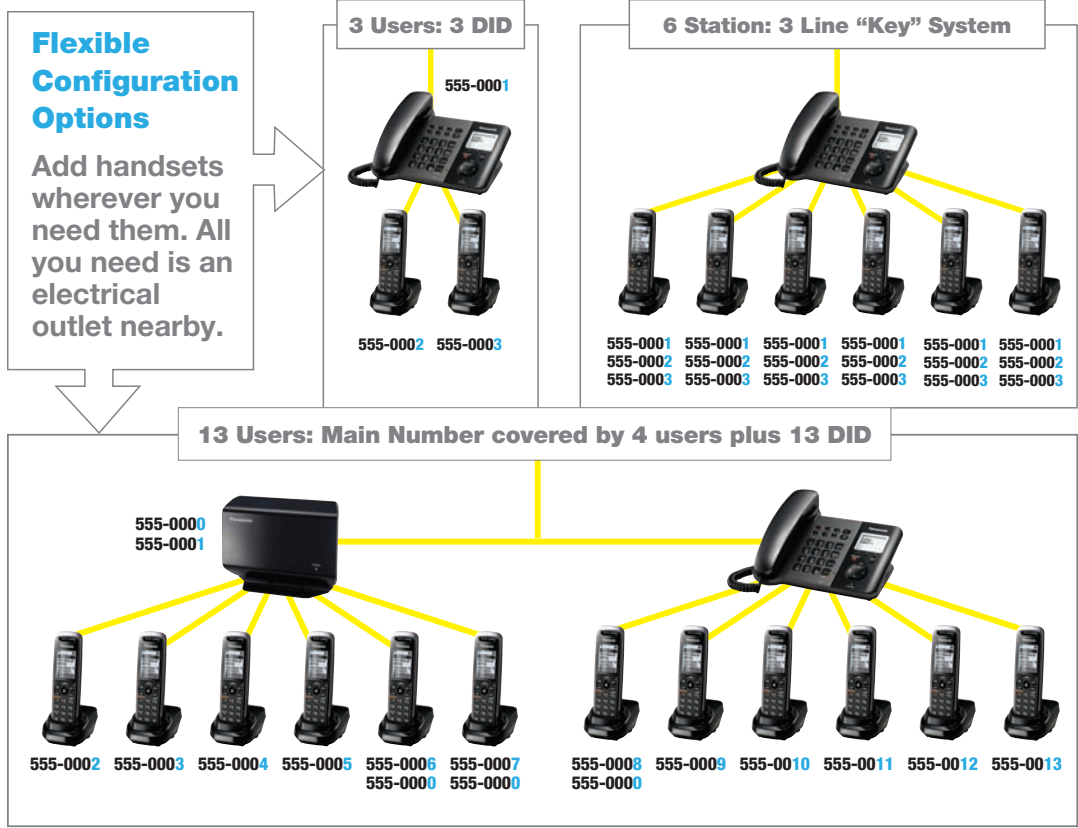 Flexible
Configuration
Options
Add handsets
wherever you
need them. All
you need is an
electrical
outlet nearby.
3 Users: 3 DID
555-0001
Panasonic
555-0002 555-0003
6 Station: 3 Line “Key” System
Panasonic
555-0001 555-0001 555-0001 555-0001 555-0001 555-0001
555-0002 555-0002 555-0002 555-0002 555-0002 555-0002
555-0003 555-0003 555-0003 555-0003 555-0003 555-0003
13 Users: Main Number covered by 4 users plus 13 DID
555-0000
555-0001
Panasonic
Panasonic
555-0002 555-0003 555-0004 555-0005 555-0006 555-0007
555-0000 555-0000
555-0008 555-0009 555-0010 555-0011 555-0012 555-0013
555-0000